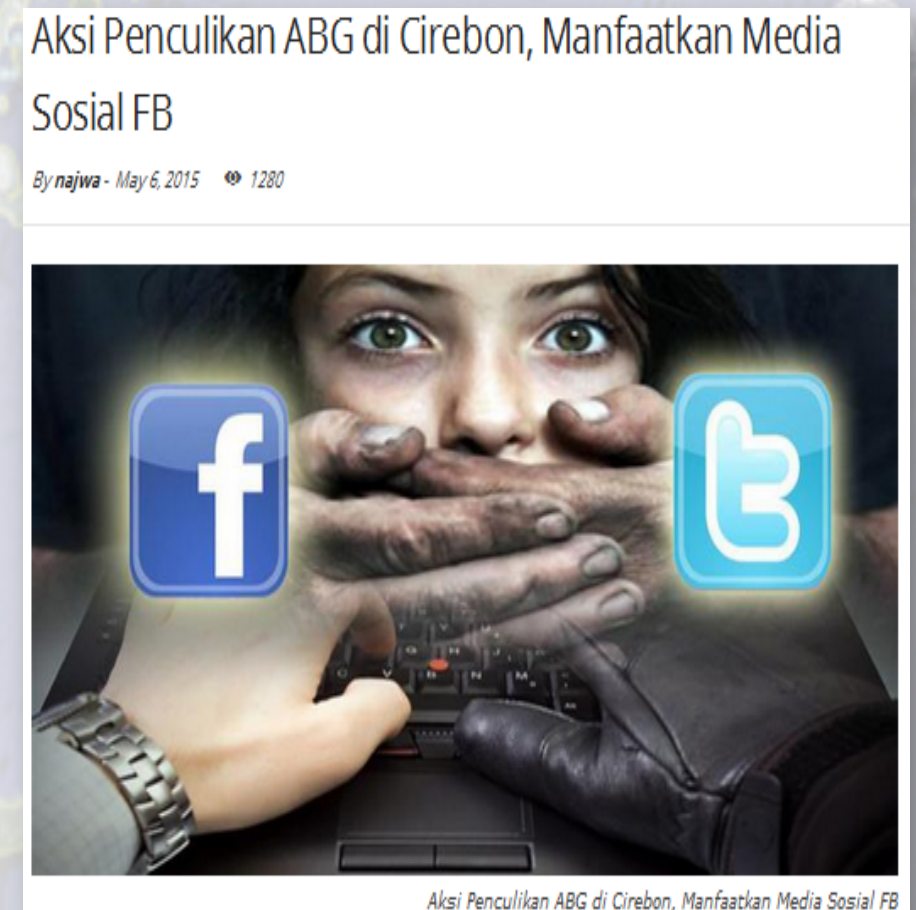 Aksi Penculikan ABG di Cirebon, Manfaatkan Media
Sosial FB
By najwa - May 6, 2015 1280
f
t
G H J
C V B N M
Aksi Penculikan ABG di Cirebon, Manfaatkan Media Sosial FB